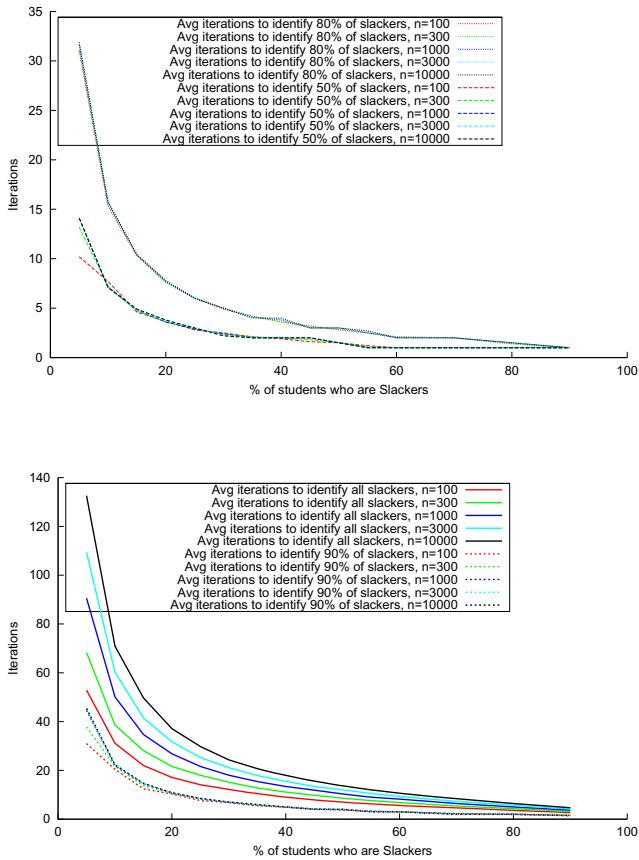 35
30
25
20
15
10
5
0
Iterations
Avg iterations to identify 80% of slackers, n=100
Avg iterations to identify 80% of slackers, n=300
Avg iterations to identify 80% of slackers, n=1000
Avg iterations to identify 80% of slackers, n=3000
Avg iterations to identify 80% of slackers, n=10000
Avg iterations to identify 50% of slackers, n=100
Avg iterations to identify 50% of slackers, n=300
Avg iterations to identify 50% of slackers, n=1000
Avg iterations to identify 50% of slackers, n=3000
Avg iterations to identify 50% of slackers, n=10000
0 20 40 60 80 100
% of students who are Slackers
140
120
100
80
60
40
20
0
Iterations
Avg iterations to identify all slackers, n=100
Avg iterations to identify all slackers, n=300
Avg iterations to identify all slackers, n=1000
Avg iterations to identify all slackers, n=3000
Avg iterations to identify all slackers, n=10000
Avg iterations to identify 90% of slackers, n=100
Avg iterations to identify 90% of slackers, n=300
Avg iterations to identify 90% of slackers, n=1000
Avg iterations to identify 90% of slackers, n=3000
Avg iterations to identify 90% of slackers, n=10000
0 20 40 60 80 100
% of students who are Slackers